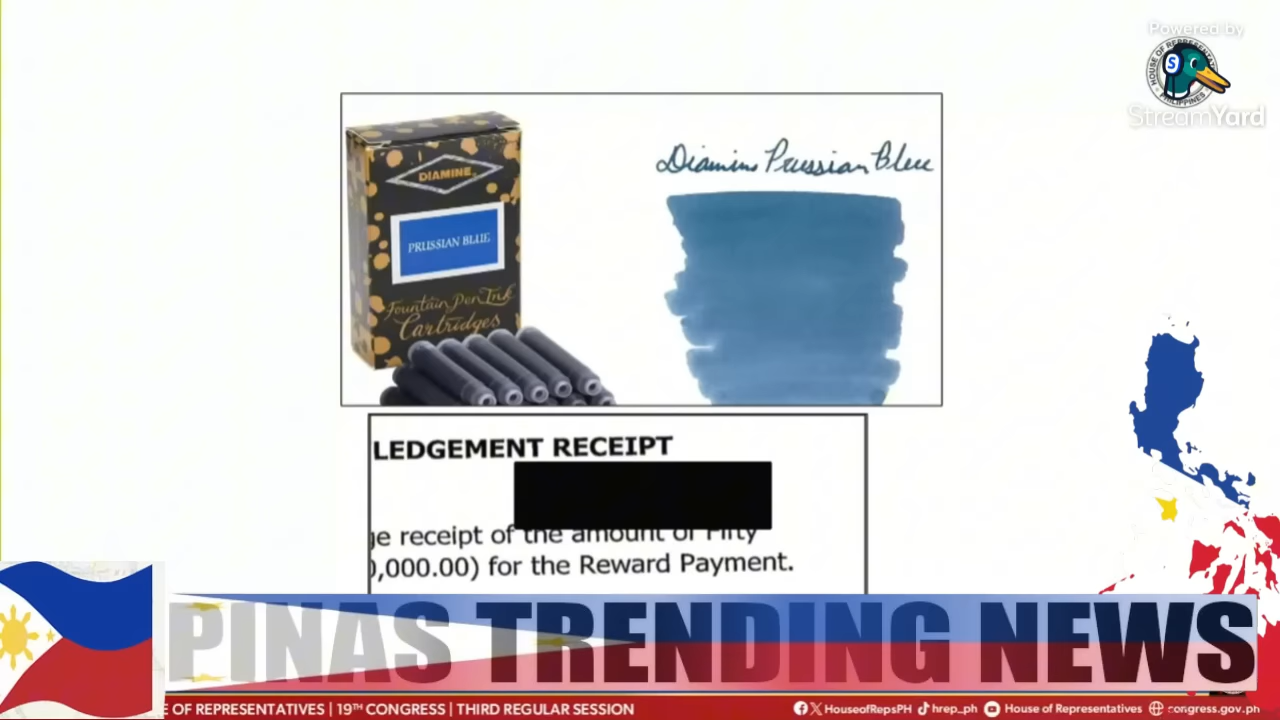 Powered by
StreamYard
DIAMINE
PRUSSIAN BLUE
Fountain Pen Ink
Cartridges
Diamine Prussian Blue
LEDGEMENT RECEIPT
ge receipt of the amount of Fifty
0,000.00) for the Reward Payment.
PINAS TRENDING NEWS
E OF REPRESENTATIVES | 19TH CONGRESS | THIRD REGULAR SESSION
HouseofRepsPH hrep_ph House of Representatives congress.gov.ph